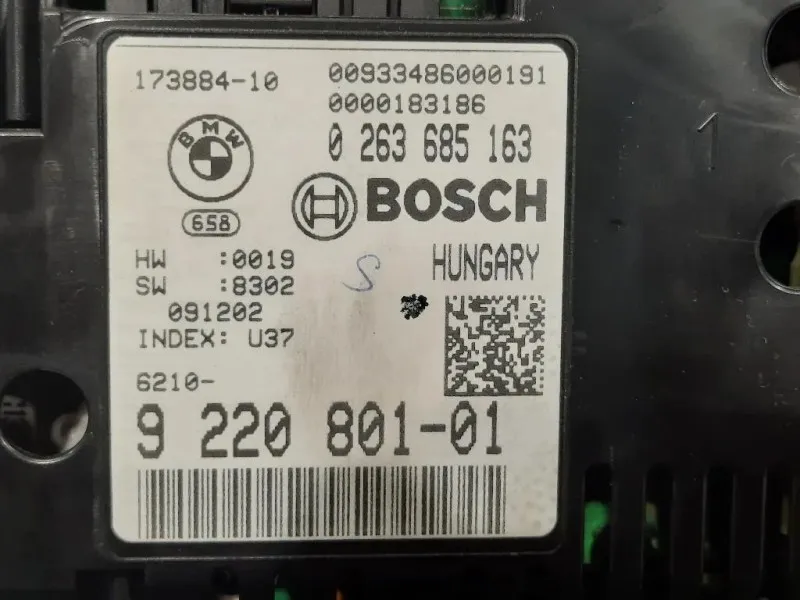 173884-10
00933486000191
0000183186
0 263 685 163
BMW
BOSCH
658
HW :0019
HUNGARY
SW :8302
S
091202
INDEX: U37
6210-
9 220 801-01
1